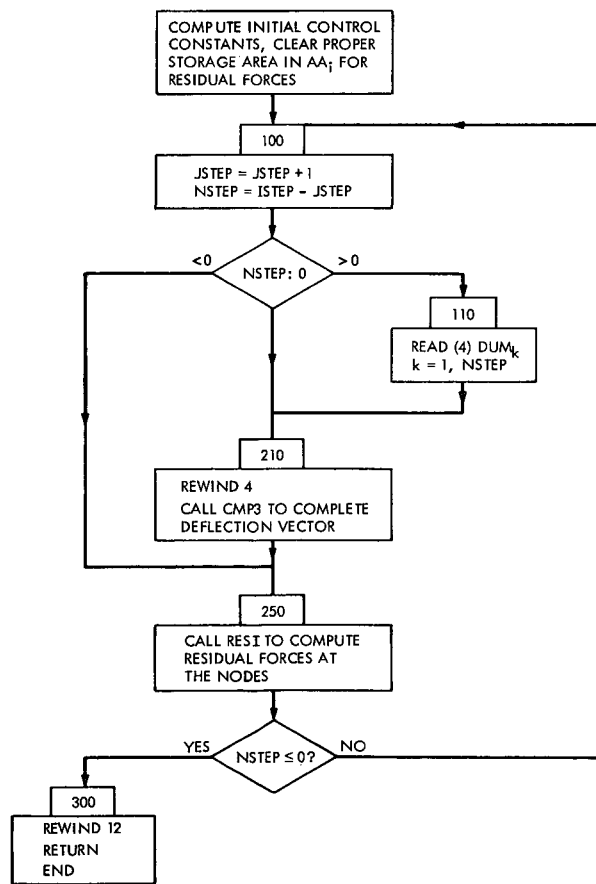 COMPUTE INITIAL CONTROL
CONSTANTS, CLEAR PROPER
STORAGE AREA IN AAi FOR
RESIDUAL FORCES
100
JSTEP = JSTEP + 1
NSTEP = ISTEP – JSTEP
<0
NSTEP: 0
>0
110
READ (4) DUMk
k = 1, NSTEP
210
REWIND 4
CALL CMP3 TO COMPLETE
DEFLECTION VECTOR
250
CALL RESI TO COMPUTE
RESIDUAL FORCES AT
THE NODES
YES
NSTEP ≤ 0?
NO
300
REWIND 12
RETURN
END